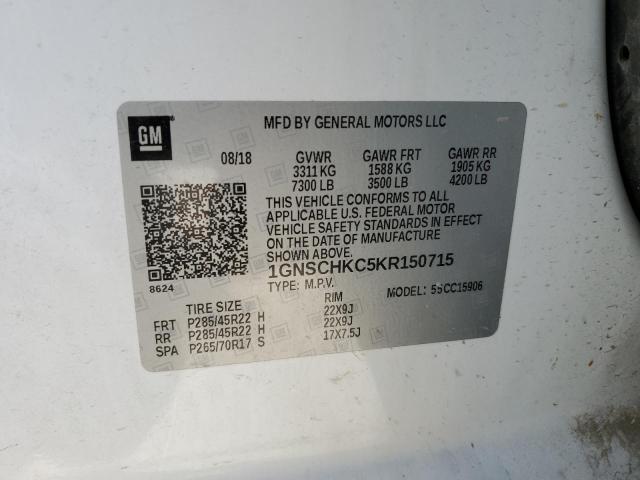 GM
MFD BY GENERAL MOTORS LLC
08/18 GVWR GAWR FRT GAWR RR
3311 KG 1588 KG 1905 KG
7300 LB 3500 LB 4200 LB
THIS VEHICLE CONFORMS TO ALL
APPLICABLE U.S. FEDERAL MOTOR
VEHICLE SAFETY STANDARDS IN EFFECT
ON THE DATE OF MANUFACTURE
SHOWN ABOVE.
8624
1GNSCHKC5KR150715
TYPE: M.P.V. MODEL:
TIRE SIZE RIM
FRT P285/45R22 H 22X9J
RR P285/45R22 H 22X9J
SPA P265/70R17 S 17X7.5J